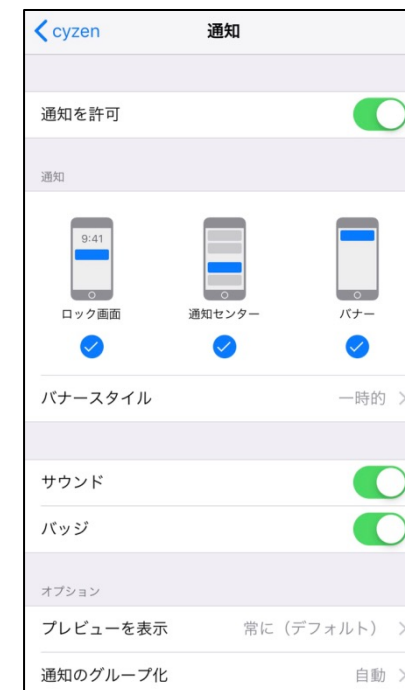 cyzen 通知
通知を許可
通知
9:41
ロック画面 通知センター バナー
バナースタイル 一時的
サウンド
バッジ
オプション
プレビューを表示 常に（デフォルト）
通知のグループ化 自動